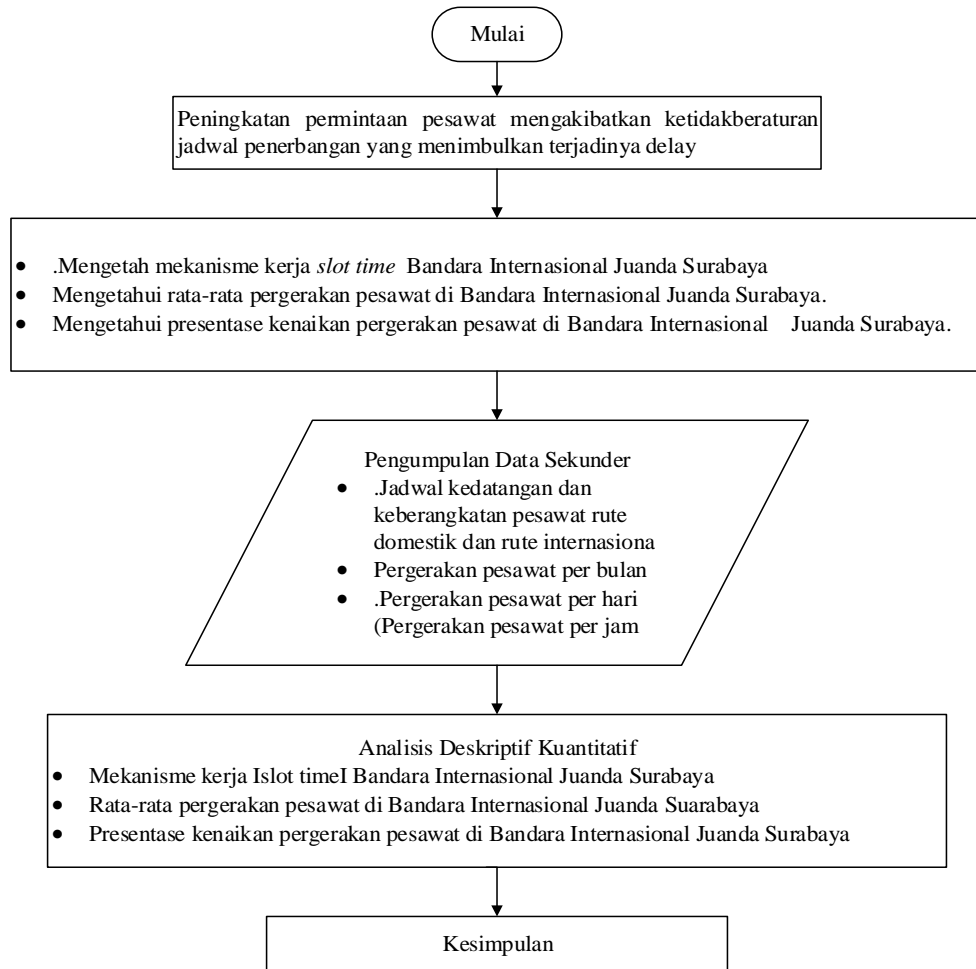 Mulai
Peningkatan permintaan pesawat mengakibatkan ketidakberaturan
jadwal penerbangan yang menimbulkan terjadinya delay
• .Mengetah mekanisme kerja slot time Bandara Internasional Juanda Surabaya
• Mengetahui rata-rata pergerakan pesawat di Bandara Internasional Juanda Surabaya.
• Mengetahui presentase kenaikan pergerakan pesawat di Bandara Internasional Juanda Surabaya.
Pengumpulan Data Sekunder
• .Jadwal kedatangan dan
keberangkatan pesawat rute
domestik dan rute internasiona
• Pergerakan pesawat per bulan
• .Pergerakan pesawat per hari
(Pergerakan pesawat per jam
Analisis Deskriptif Kuantitatif
• Mekanisme kerja Islot timeI Bandara Internasional Juanda Surabaya
• Rata-rata pergerakan pesawat di Bandara Internasional Juanda Suarabaya
• Presentase kenaikan pergerakan pesawat di Bandara Internasional Juanda Surabaya
Kesimpulan